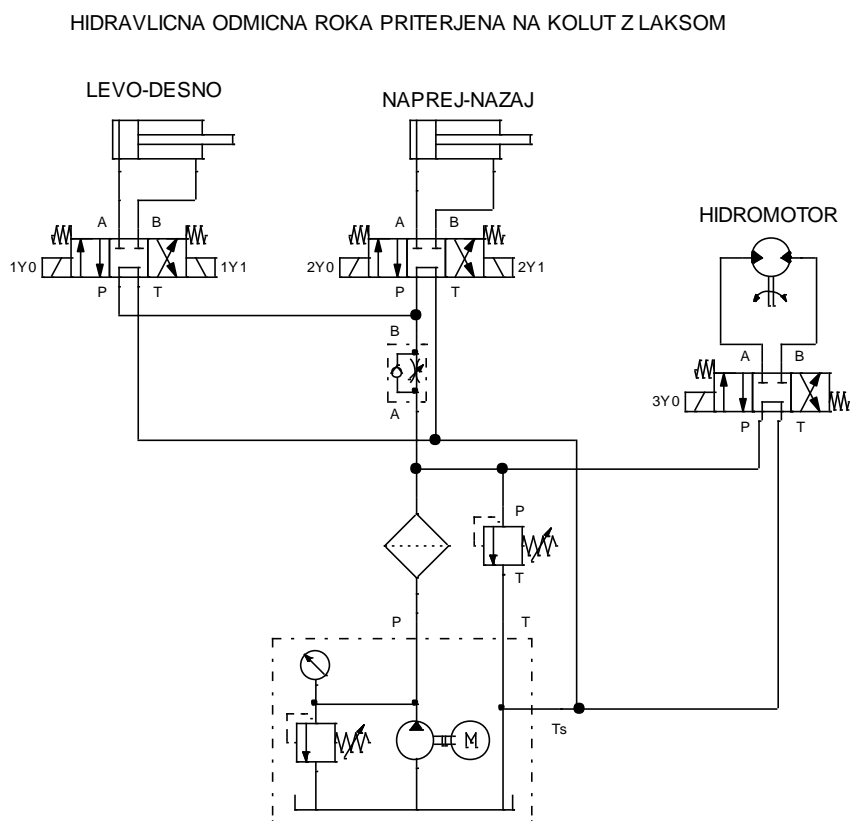 HIDRAVLICNA ODMICNA ROKA PRITERJENA NA KOLUT Z LAKSOM
LEVO-DESNO
NAPREJ-NAZAJ
HIDROMOTOR
A B
1Y0 1Y1
P T
A B
2Y0 2Y1
P T
B
A
A B
3Y0
P T
P
T
P T
M
Ts